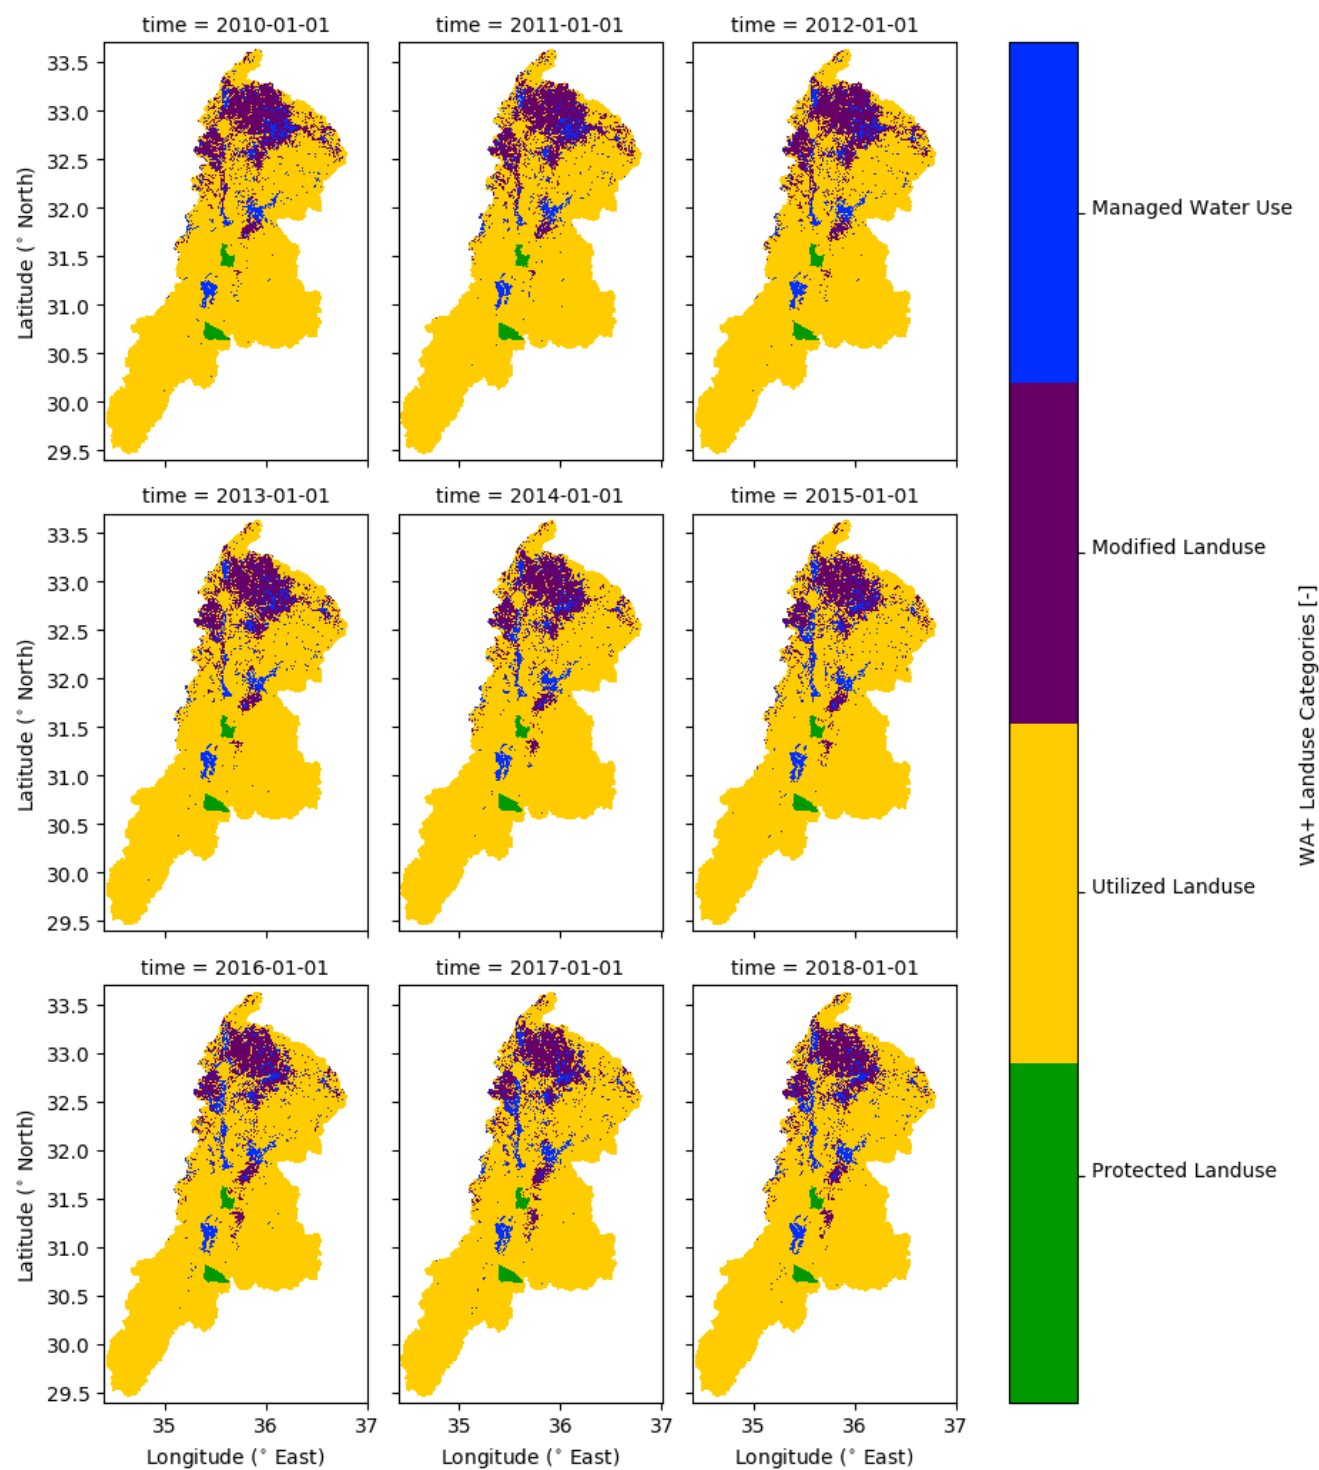 time = 2010-01-01
time = 2011-01-01
time = 2012-01-01
33.5
33.0
32.5
32.0
31.5
31.0
30.5
30.0
29.5
Latitude (° North)
35
36
37
35
36
37
time = 2013-01-01
time = 2014-01-01
time = 2015-01-01
33.5
33.0
32.5
32.0
31.5
31.0
30.5
30.0
29.5
Latitude (° North)
time = 2016-01-01
time = 2017-01-01
time = 2018-01-01
33.5
33.0
32.5
32.0
31.5
31.0
30.5
30.0
29.5
Latitude (° North)
35 36 37
35 36 37
35 36 37
Longitude (° East)
Longitude (° East)
Longitude (° East)
Managed Water Use
Modified Landuse
Utilized Landuse
Protected Landuse
WA+ Landuse Categories [-]